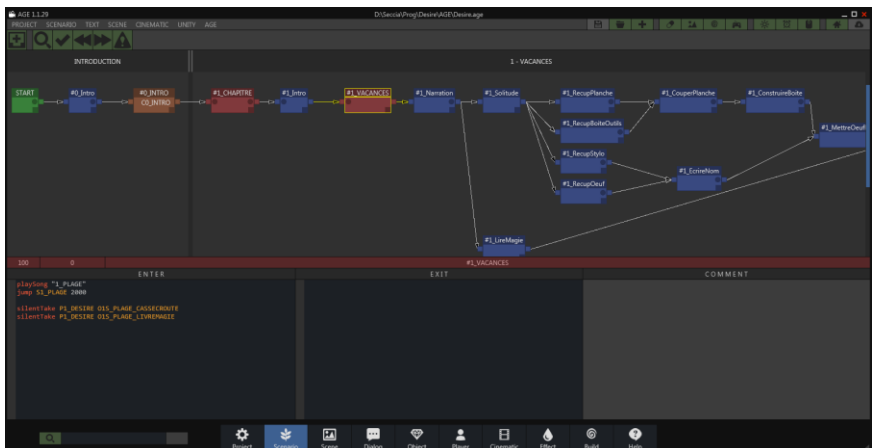 AGE 1.1.29
D:\Seccia\Prog\Desire\AGE\Desire.age
PROJECT SCENARIO TEXT SCENE CINEMATIC UNITY AGE
INTRODUCTION
1 - VACANCES
START
#0_Intro
#0_INTRO
C0_INTRO
#1_CHAPITRE
#1_Intro
#1_VACANCES
#1_Narration
#1_Solitude
#1_RecupPlanche
#1_CouperPlanche
#1_ConstruireBoite
#1_RecupBoiteOutils
#1_MettreOeuf
#1_RecupStylo
#1_EcrireNom
#1_RecupOeuf
#1_LireMagie
100 0 #1_VACANCES
ENTER EXIT COMMENT
playSong "1_PLAGE"
jump S1_PLAGE 2000
silentTake P1_DESIRE O15_PLAGE_CASSECROUTE
silentTake P1_DESIRE O15_PLAGE_LIVREMAGIE
Project Scenario Scene Dialog Object Player Cinematic Effect Build Help